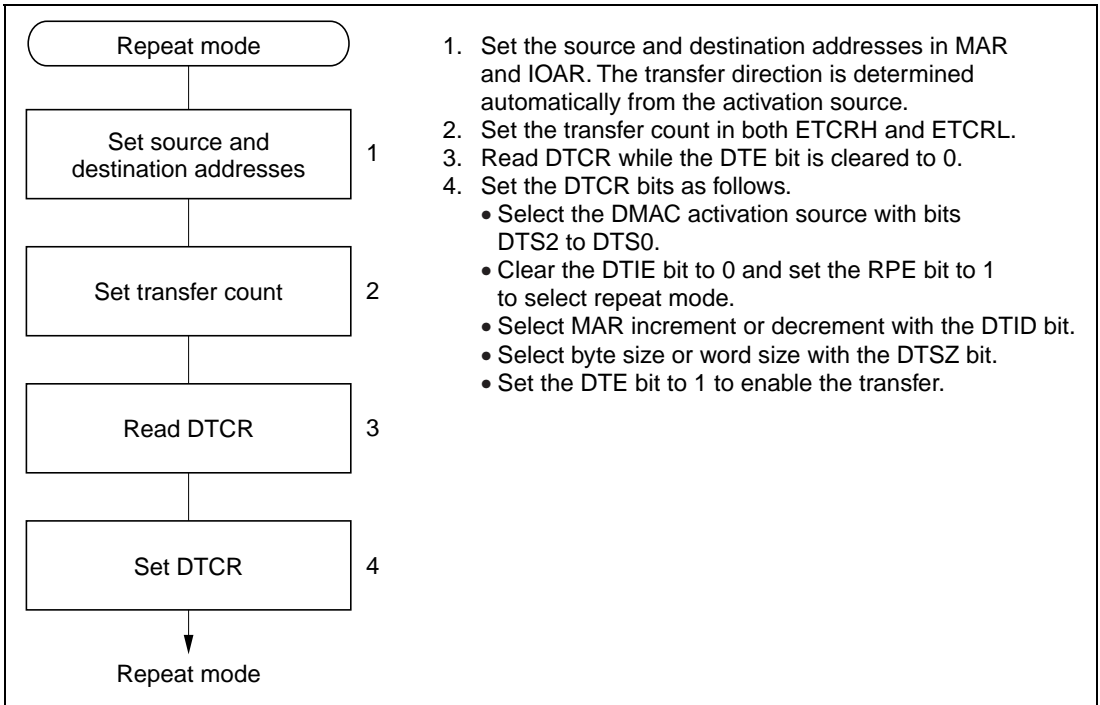 Repeat mode
Set source and
destination addresses
1
Set transfer count
2
Read DTCR
3
Set DTCR
4
Repeat mode
1. Set the source and destination addresses in MAR
and IOAR. The transfer direction is determined
automatically from the activation source.
2. Set the transfer count in both ETCRH and ETCRL.
3. Read DTCR while the DTE bit is cleared to 0.
4. Set the DTCR bits as follows.
• Select the DMAC activation source with bits
DTS2 to DTS0.
• Clear the DTIE bit to 0 and set the RPE bit to 1
to select repeat mode.
• Select MAR increment or decrement with the DTID bit.
• Select byte size or word size with the DTSZ bit.
• Set the DTE bit to 1 to enable the transfer.